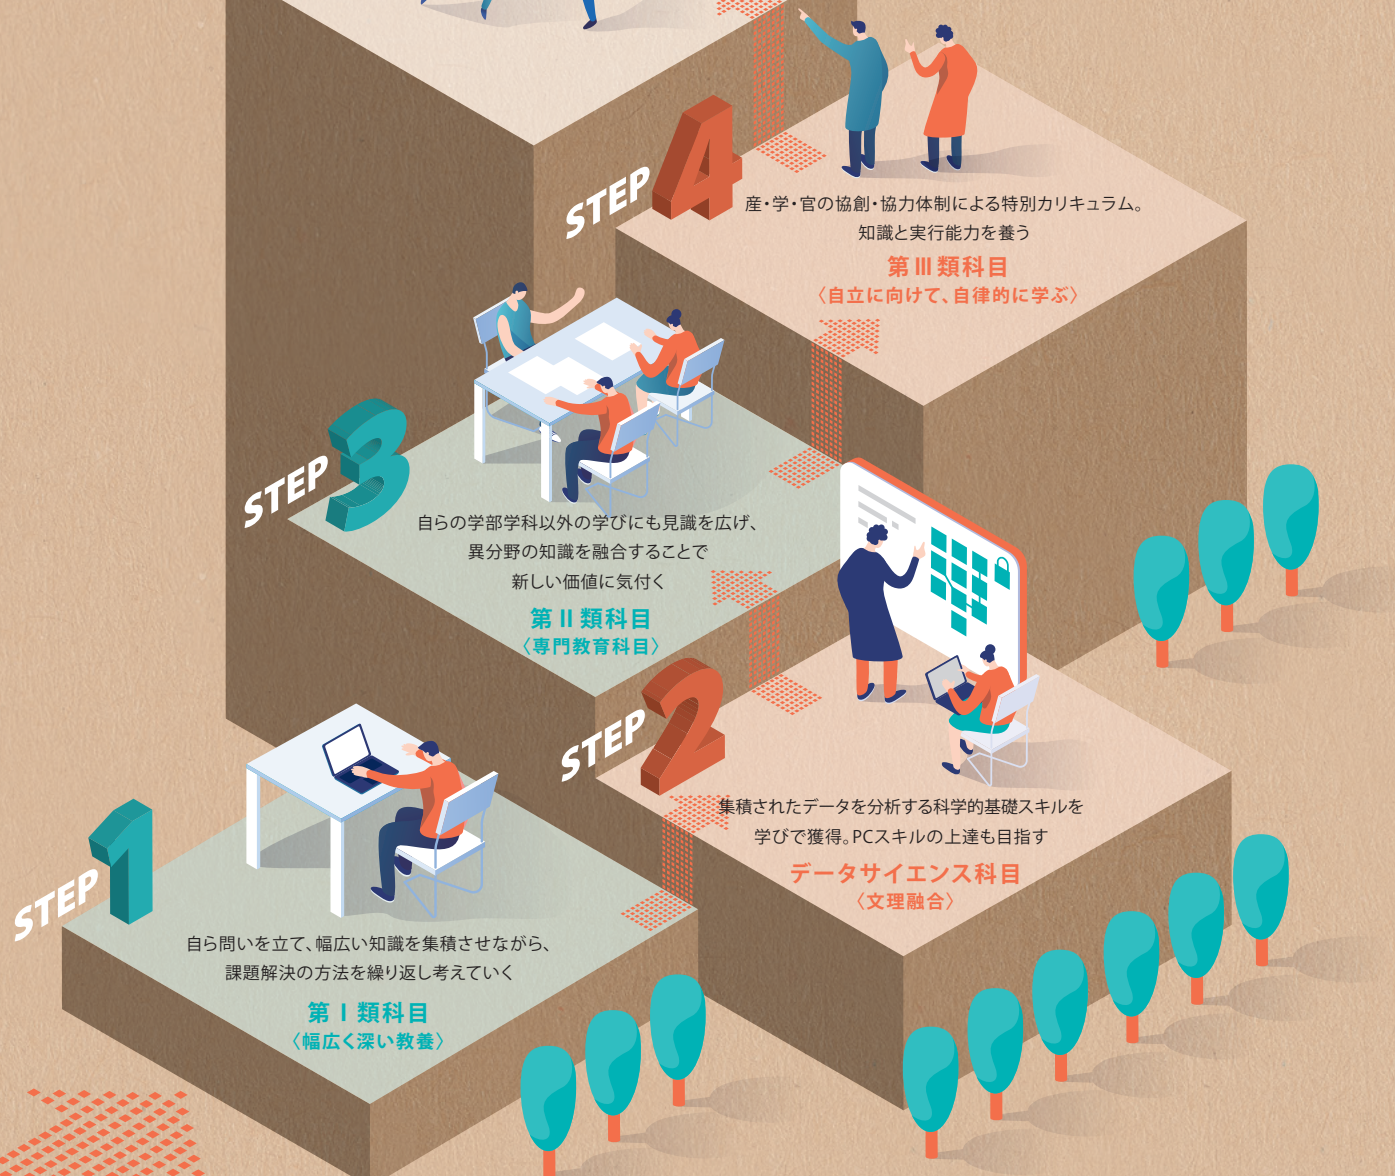 STEP 4
産・学・官の協創・協力体制による特別カリキュラム。
知識と実行能力を養う
第Ⅲ類科目
〈自立に向けて、自律的に学ぶ〉
STEP 3
自らの学部学科以外の学びにも見識を広げ、
異分野の知識を融合することで
新しい価値に気付く
第Ⅱ類科目
〈専門教育科目〉
STEP 2
集積されたデータを分析する科学的基礎スキルを
学びで獲得。PCスキルの上達も目指す
データサイエンス科目
〈文理融合〉
STEP 1
自ら問いを立て、幅広い知識を集積させながら、
課題解決の方法を繰り返し考えていく
第Ⅰ類科目
〈幅広く深い教養〉